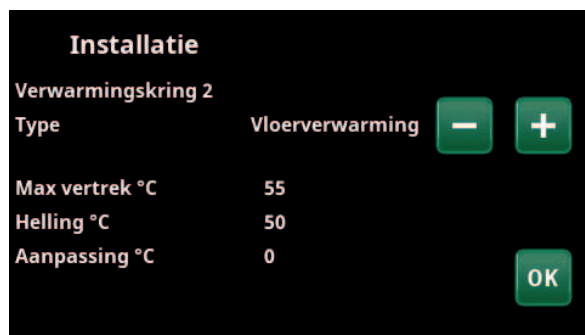 Installatie
Verwarmingskring 2
Type Vloerverwarming − +
Max vertrek °C 55
Helling °C 50
Aanpassing °C 0
OK